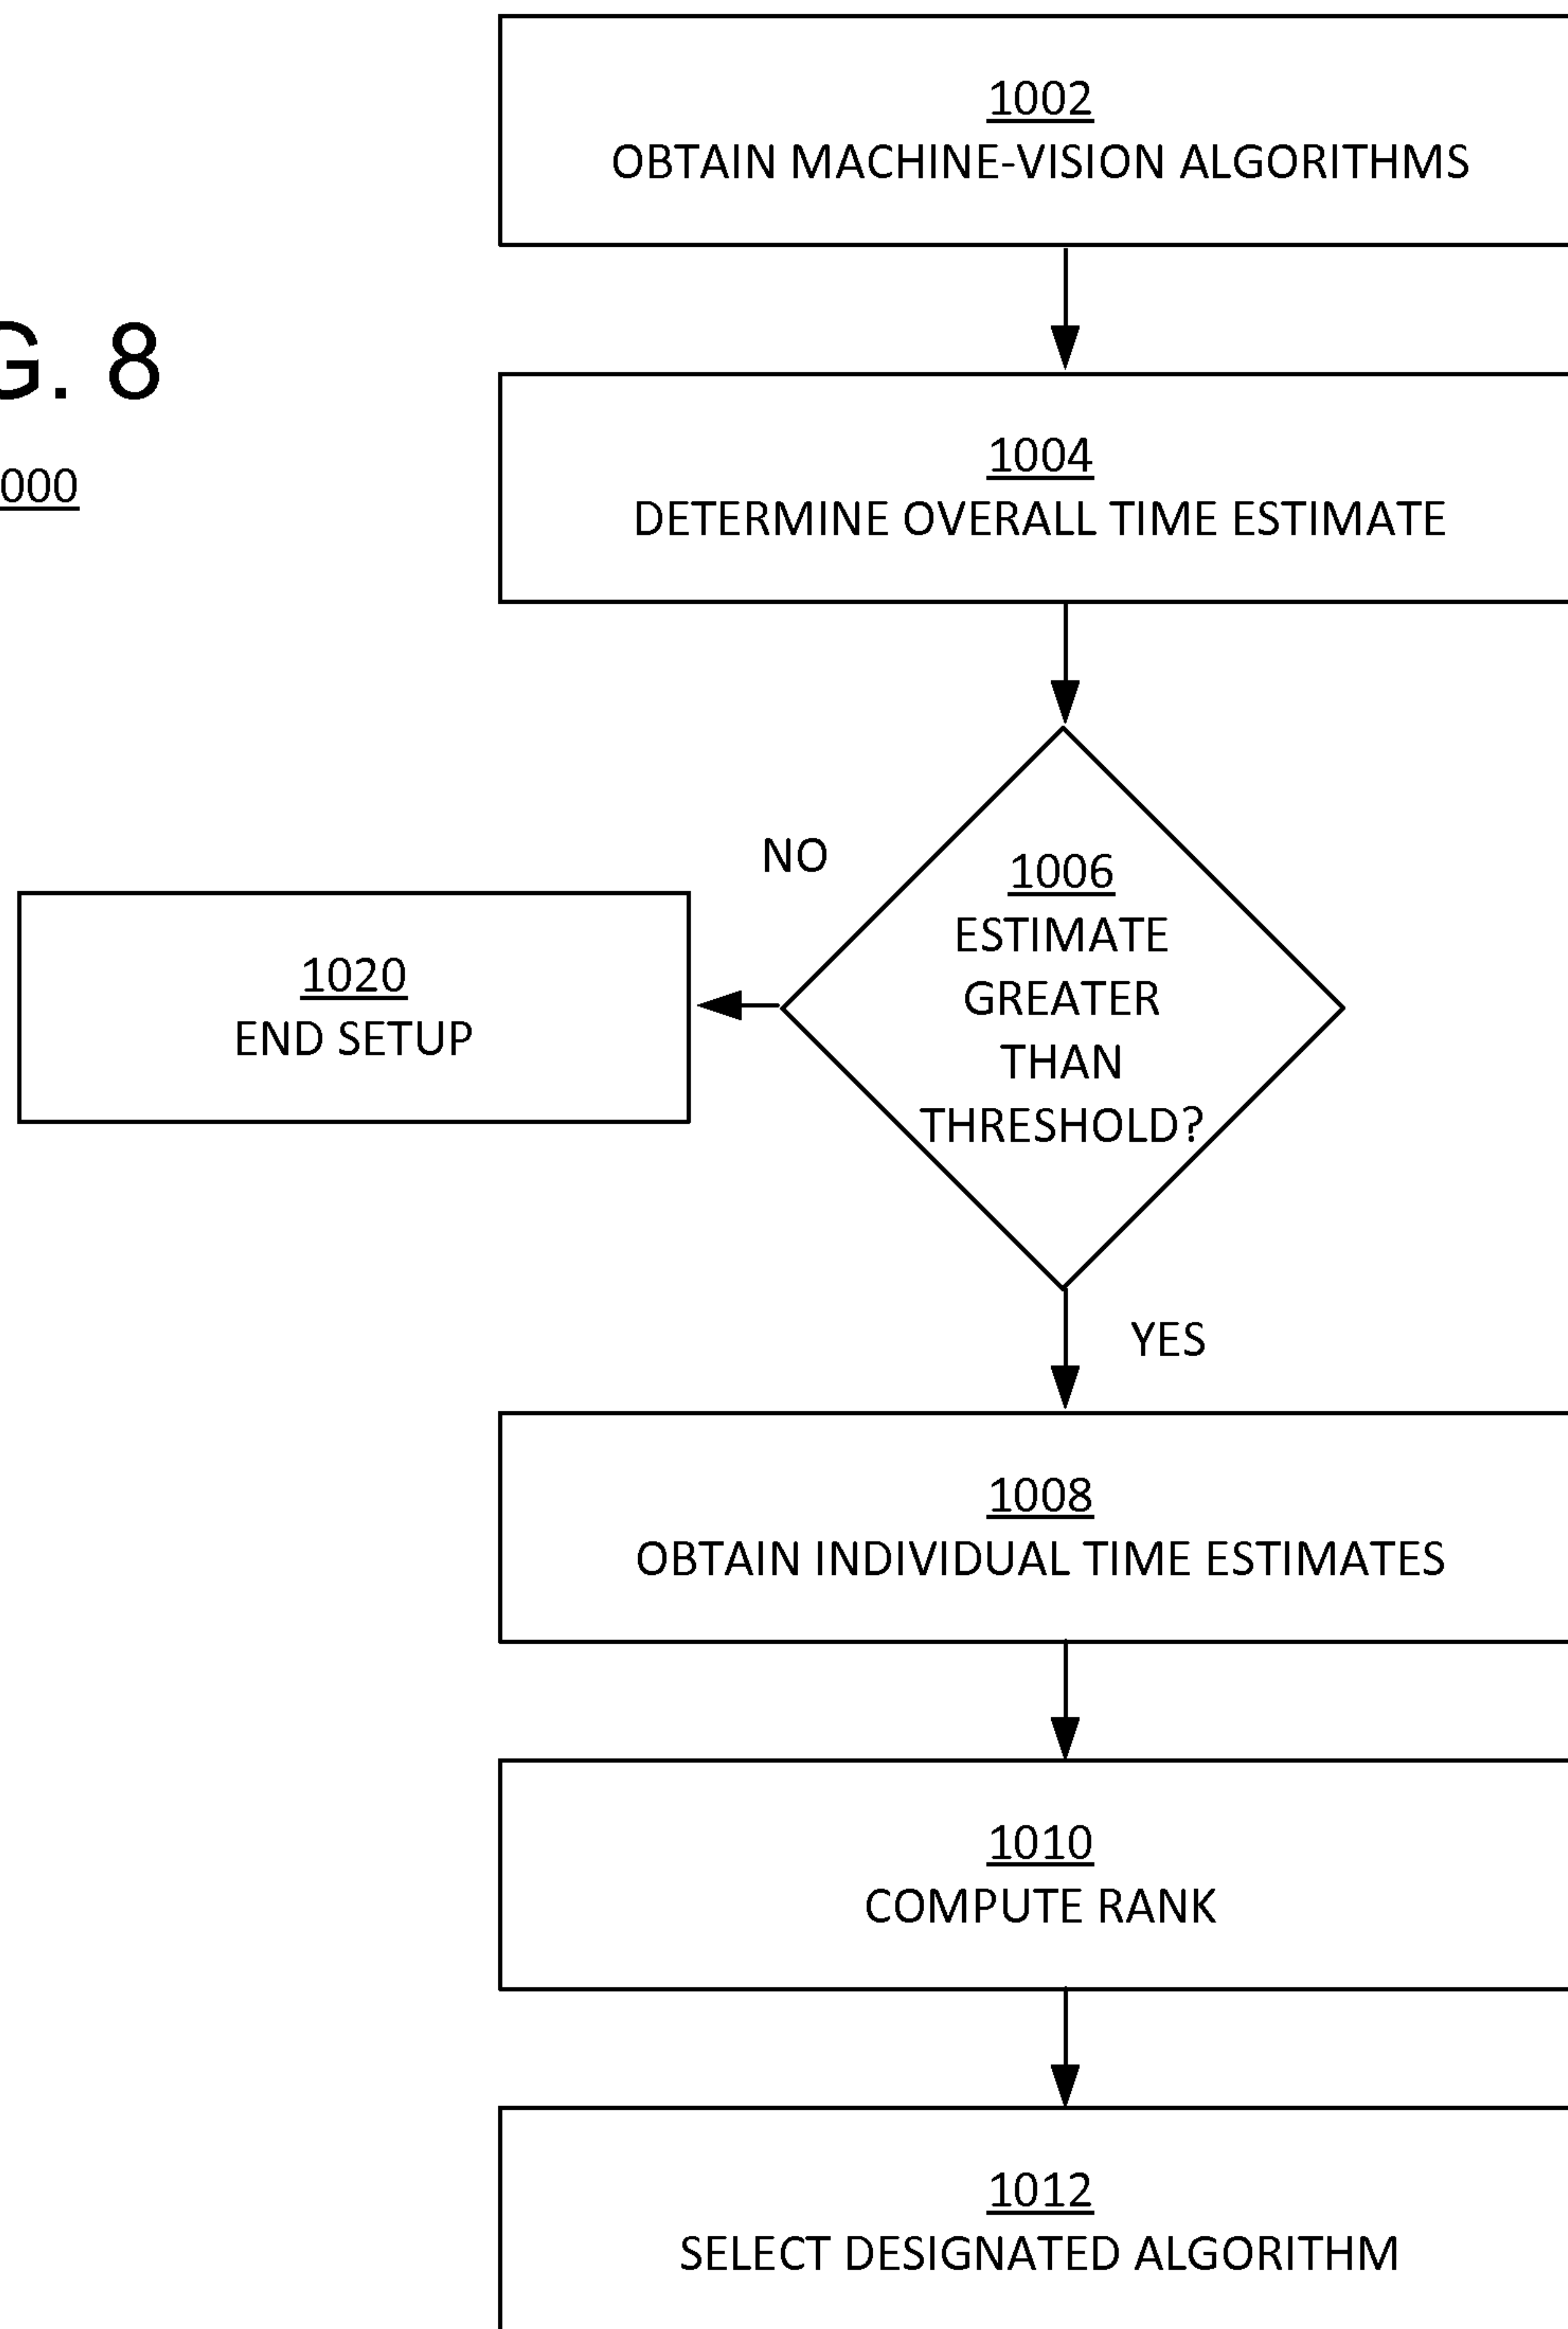 1002
OBTAIN MACHINE-VISION ALGORITHMS
G. 8
000
1004
DETERMINE OVERALL TIME ESTIMATE
NO
1006
ESTIMATE
GREATER
THAN
THRESHOLD?
1020
END SETUP
YES
1008
OBTAIN INDIVIDUAL TIME ESTIMATES
1010
COMPUTE RANK
1012
SELECT DESIGNATED ALGORITHM